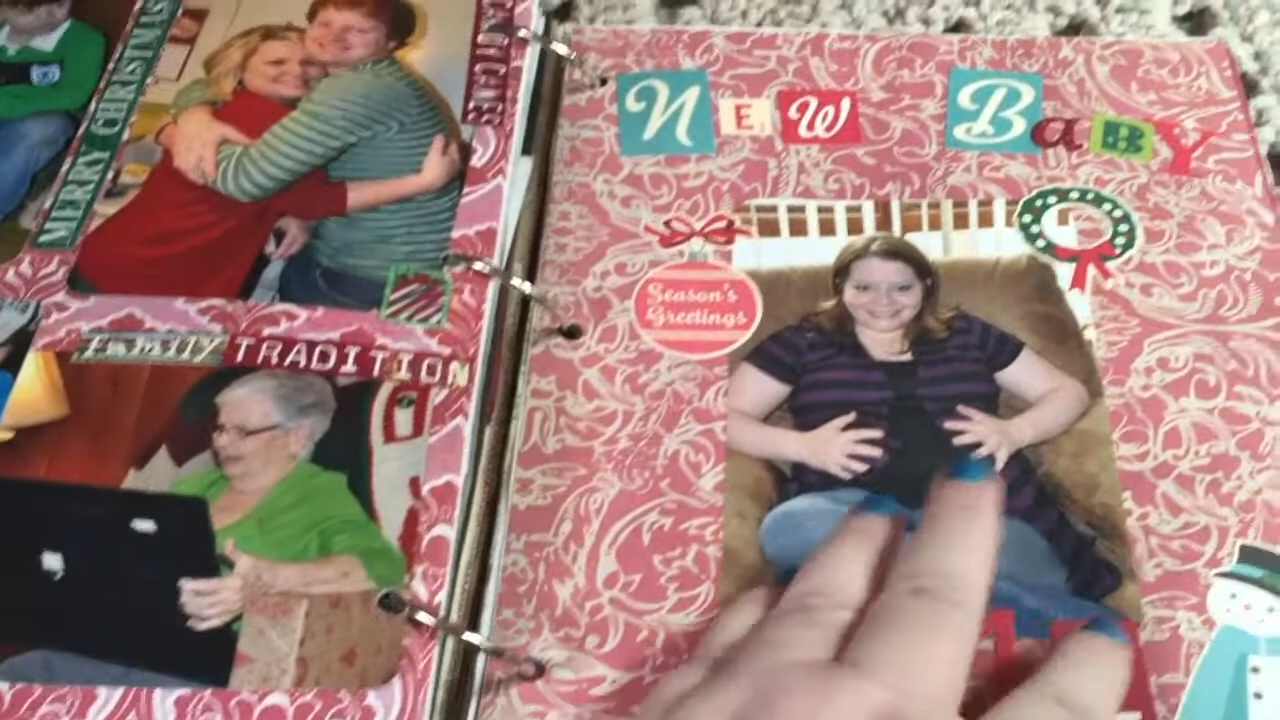 MERRY CHRISTMAS
family TRADITION
NEW BABY
Season's
Greetings